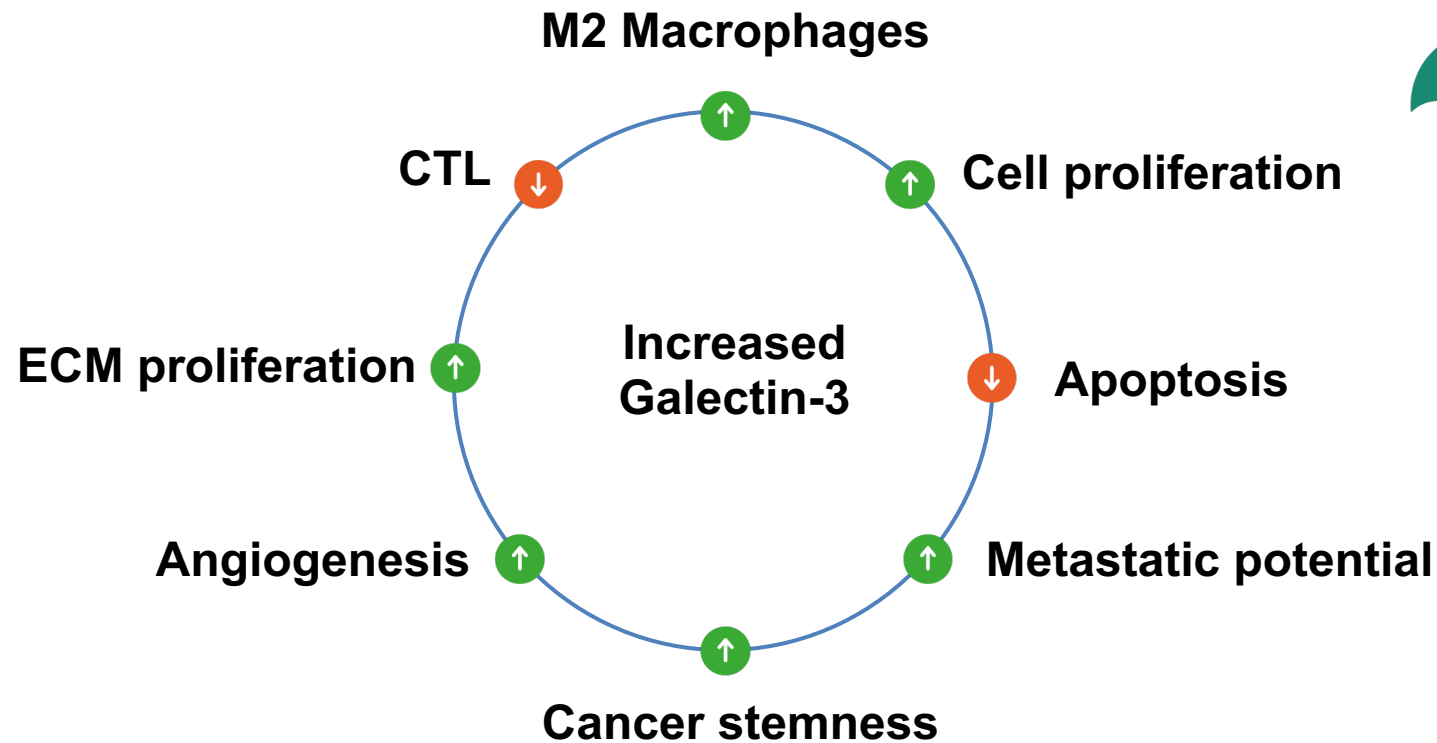 M2 Macrophages
CTL
Cell proliferation
ECM proliferation
Increased
Galectin-3
Apoptosis
Angiogenesis
Metastatic potential
Cancer stemness